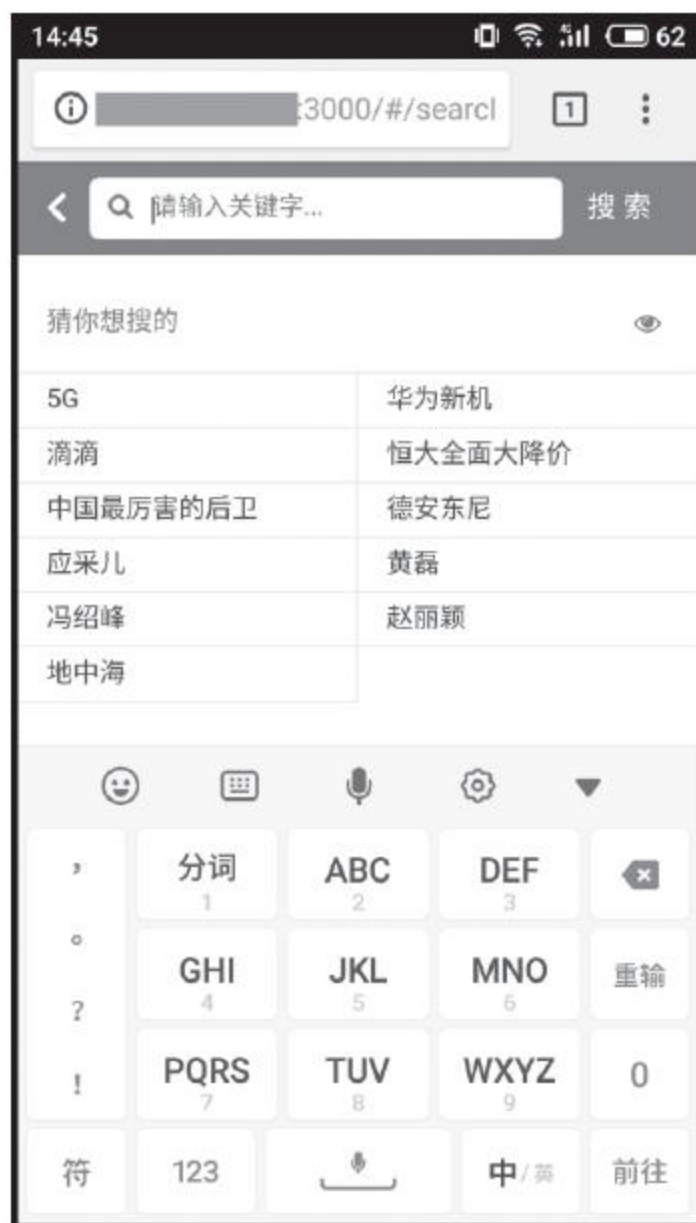 14:45 4G 62
:3000/#/searcl 1
请输入关键字... 搜索
猜你想搜的
5G 华为新机
滴滴 恒大全面大降价
中国最厉害的后卫 德安东尼
应采儿 黄磊
冯绍峰 赵丽颖
地中海
， 分词 ABC DEF
1 2 3
。 GHI JKL MNO 重输
4 5 6
？
！ PQRS TUV WXYZ 0
7 8 9
符 123 中/英 前往